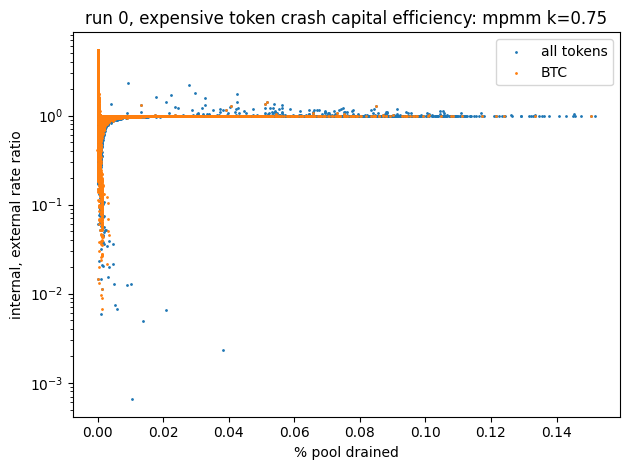 run 0, expensive token crash capital efficiency: mpmm k=0.75
all tokens
BTC
internal, external rate ratio
10^0
10^-1
10^-2
10^-3
0.00 0.02 0.04 0.06 0.08 0.10 0.12 0.14
% pool drained